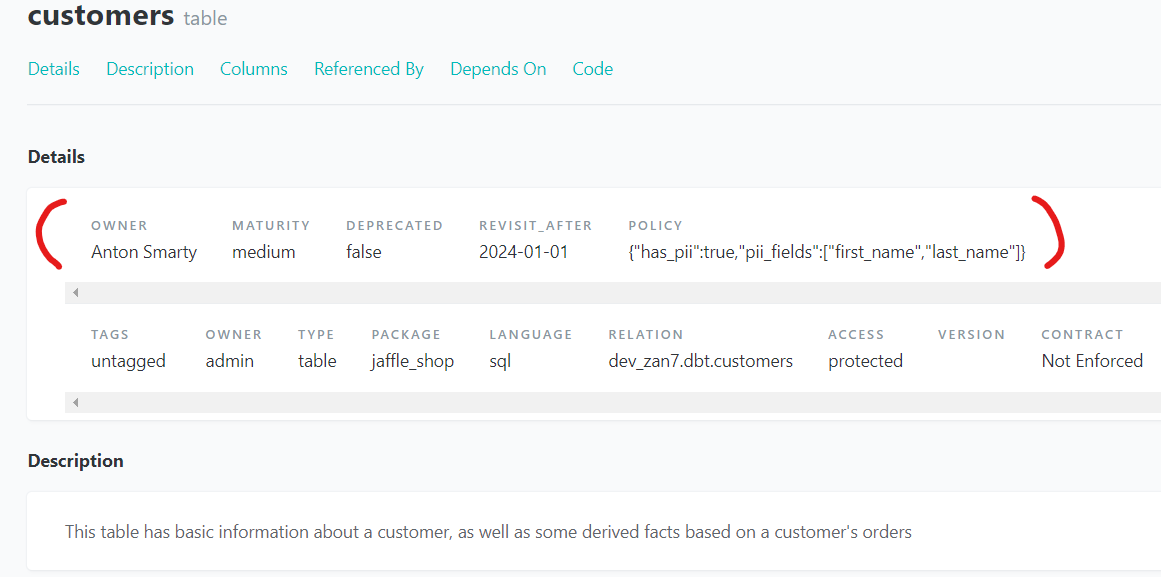 customers table
Details Description Columns Referenced By Depends On Code
Details
OWNER MATURITY DEPRECATED REVISIT_AFTER POLICY
Anton Smarty medium false 2024-01-01 {"has_pii":true,"pii_fields":["first_name","last_name"]}
TAGS OWNER TYPE PACKAGE LANGUAGE RELATION ACCESS VERSION CONTRACT
untagged admin table jaffle_shop sql dev_zan7.dbt.customers protected Not Enforced
Description
This table has basic information about a customer, as well as some derived facts based on a customer's orders